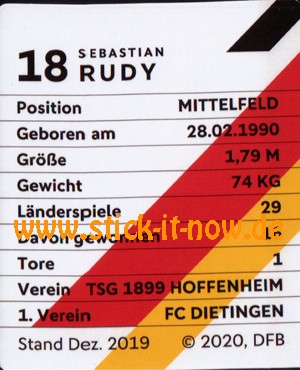 18 SEBASTIAN
RUDY
Position MITTELFELD
Geboren am 28.02.1990
Größe 1,79 M
Gewicht 74 KG
Länderspiele 29
www.stick-it-now.de
Davon gewonnen
Tore 1
Verein TSG 1899 HOFFENHEIM
1. Verein FC DIETINGEN
Stand Dez. 2019 © 2020, DFB